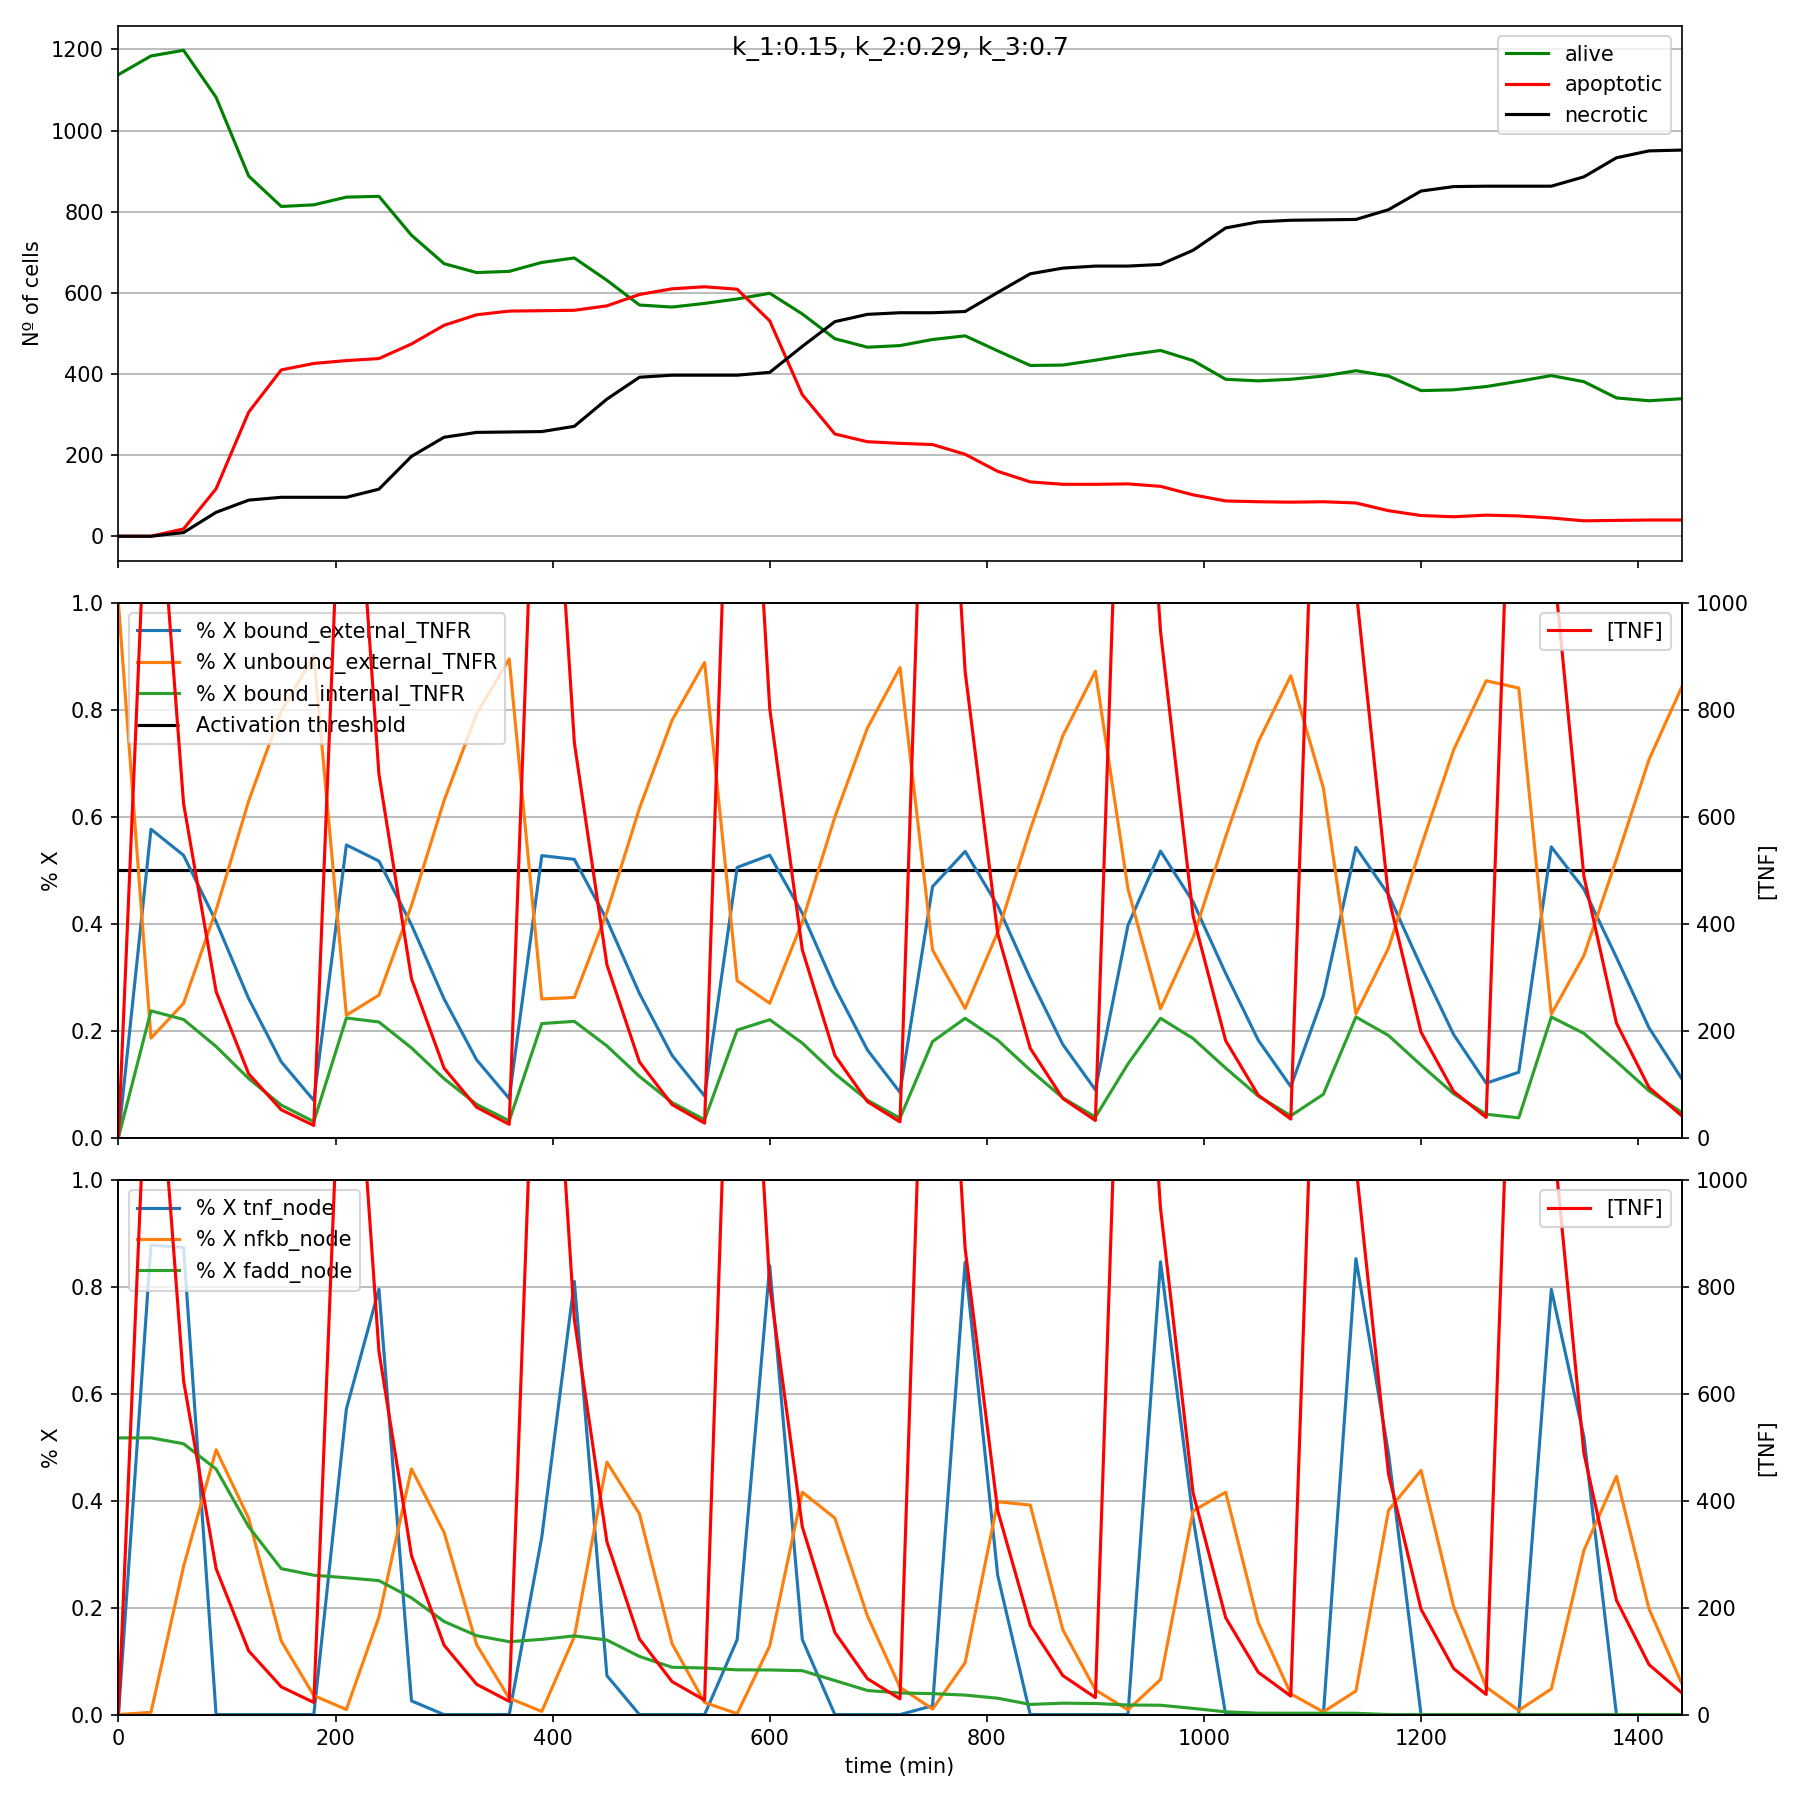 k_1:0.15, k_2:0.29, k_3:0.7
alive
apoptotic
necrotic
1200
1000
800
600
400
200
0
Nº of cells
% X bound_external_TNFR
% X unbound_external_TNFR
% X bound_internal_TNFR
Activation threshold
[TNF]
1.0
0.8
0.6
0.4
0.2
0.0
% X
1000
800
600
400
200
0
[TNF]
% X tnf_node
% X nfkb_node
% X fadd_node
[TNF]
1.0
0.8
0.6
0.4
0.2
0.0
% X
1000
800
600
400
200
0
[TNF]
0 200 400 600 800 1000 1200 1400
time (min)